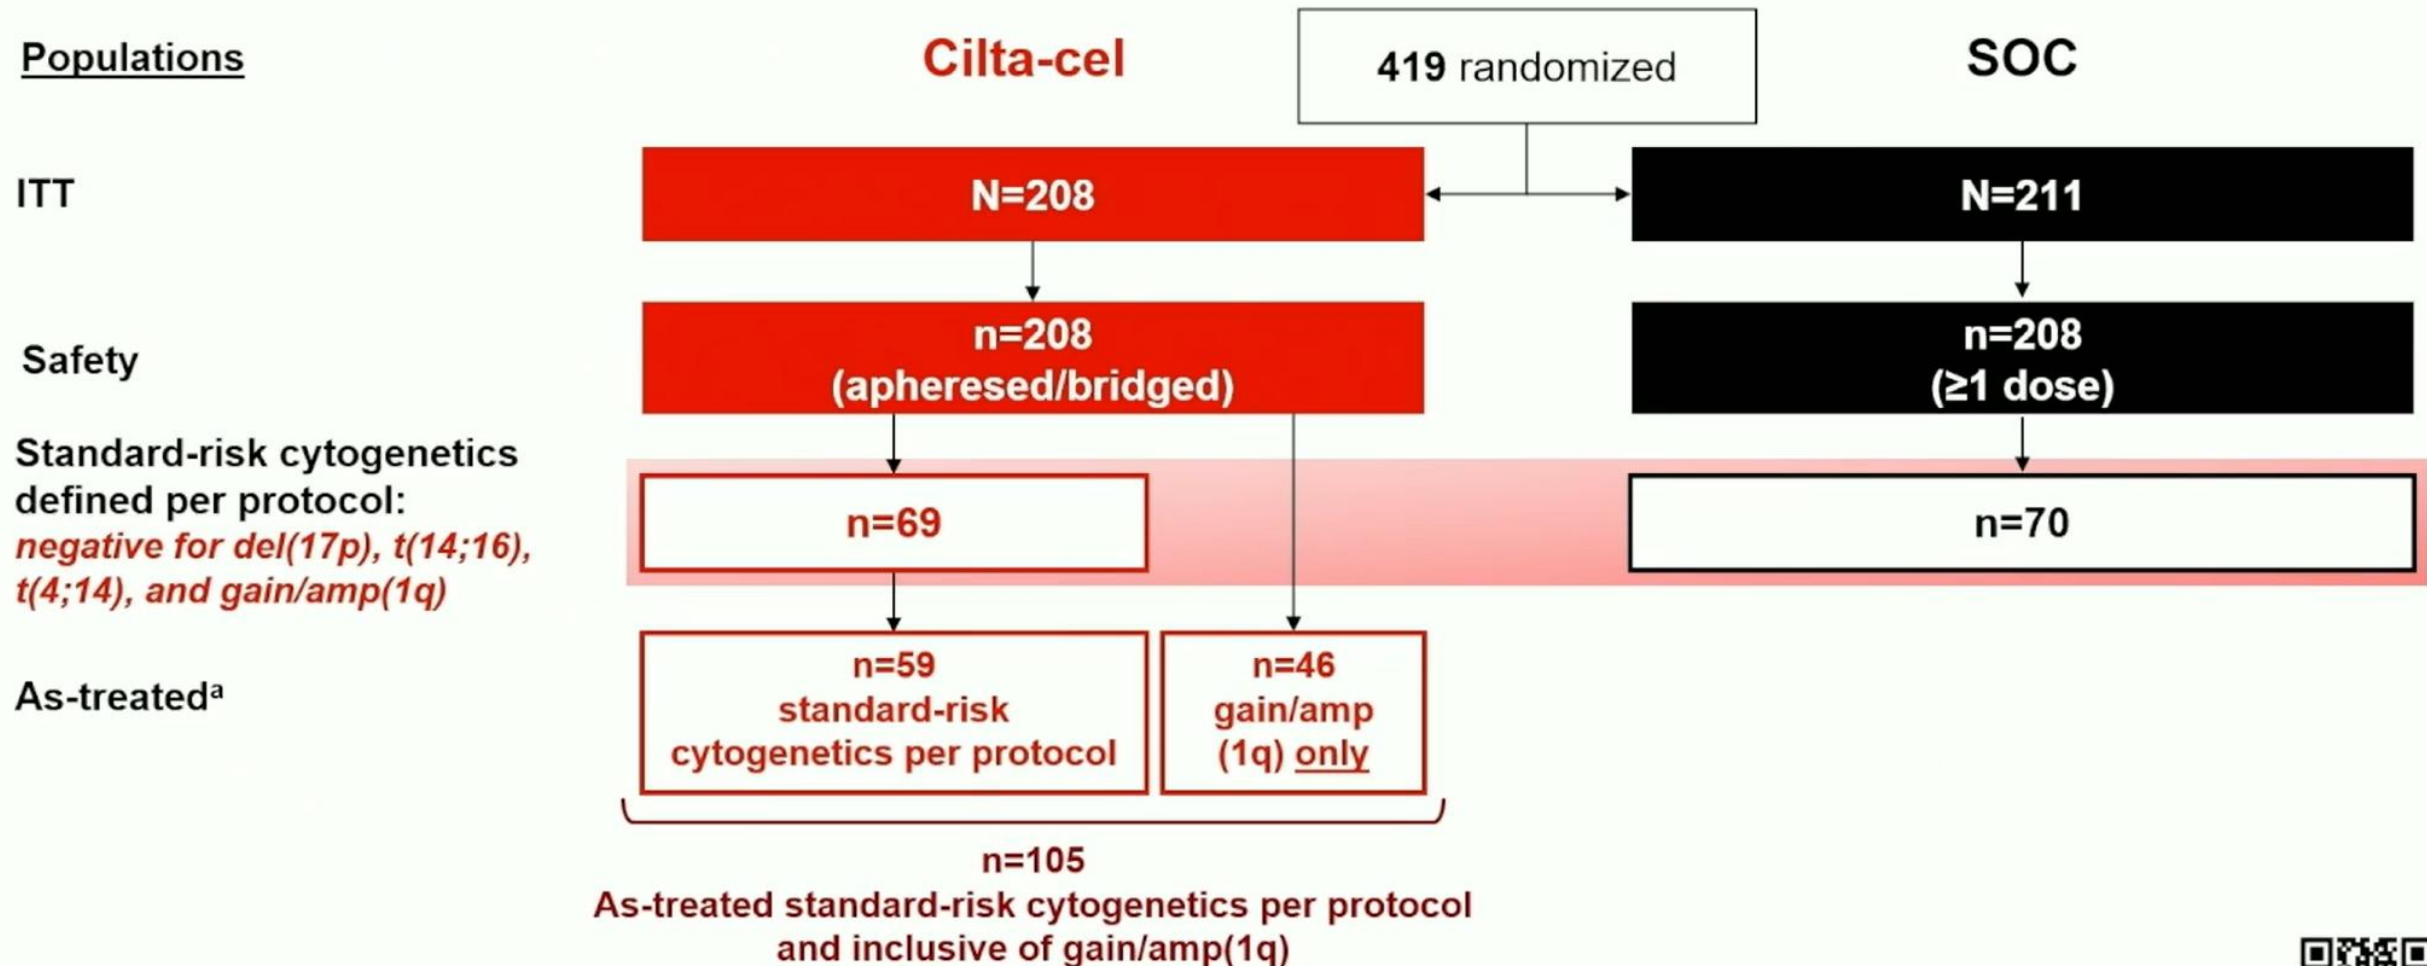 Populations
Cilta-cel
419 randomized
SOC
ITT
N=208
N=211
Safety
n=208
(apheresed/bridged)
n=208
(≥1 dose)
Standard-risk cytogenetics
defined per protocol:
negative for del(17p), t(14;16),
t(4;14), and gain/amp(1q)
n=69
n=70
As-treatedᵃ
n=59
standard-risk
cytogenetics per protocol
n=46
gain/amp
(1q) only
n=105
As-treated standard-risk cytogenetics per protocol
and inclusive of gain/amp(1q)